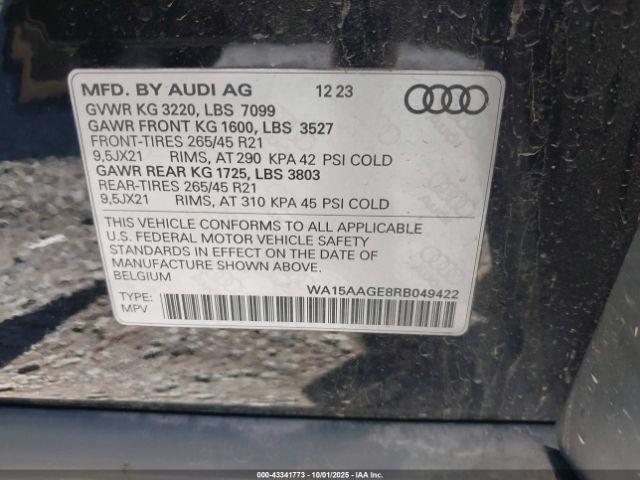 MFD. BY AUDI AG 12 23
GVWR KG 3220, LBS 7099
GAWR FRONT KG 1600, LBS 3527
FRONT-TIRES 265/45 R21
9,5JX21 RIMS, AT 290 KPA 42 PSI COLD
GAWR REAR KG 1725, LBS 3803
REAR-TIRES 265/45 R21
9,5JX21 RIMS, AT 310 KPA 45 PSI COLD
THIS VEHICLE CONFORMS TO ALL APPLICABLE
U.S. FEDERAL MOTOR VEHICLE SAFETY
STANDARDS IN EFFECT ON THE DATE OF
MANUFACTURE SHOWN ABOVE.
BELGIUM
WA15AAGE8RB049422
TYPE:
MPV
000-43341773 - 10/01/2025 - IAAC